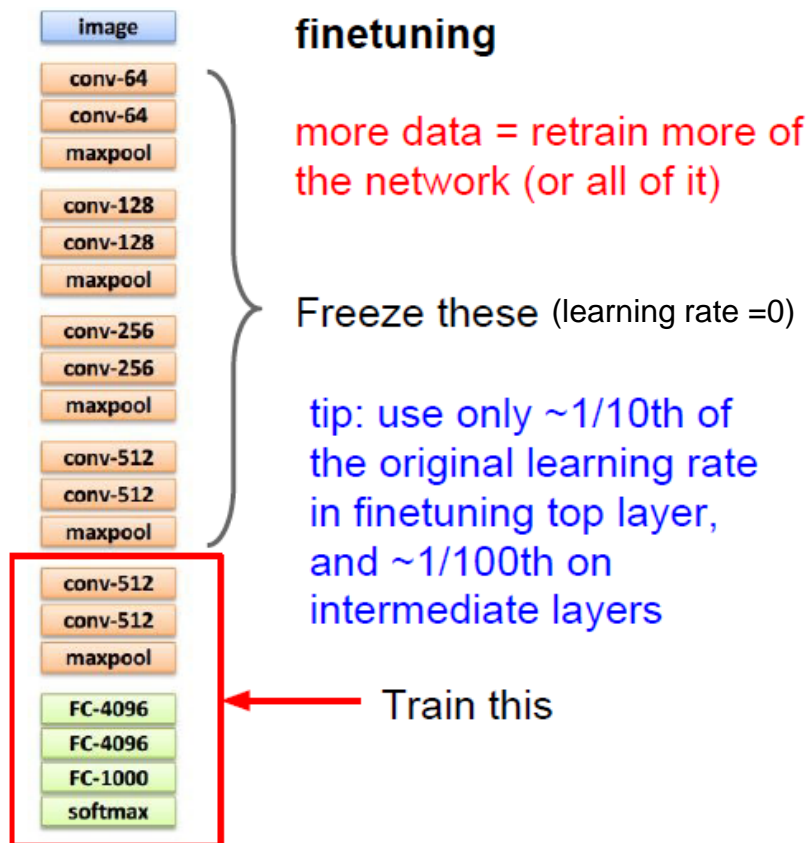 image
conv-64
conv-64
maxpool
conv-128
conv-128
maxpool
conv-256
conv-256
maxpool
conv-512
conv-512
maxpool
conv-512
conv-512
maxpool
FC-4096
FC-4096
FC-1000
softmax
finetuning
more data = retrain more of
the network (or all of it)
Freeze these (learning rate =0)
tip: use only ~1/10th of
the original learning rate
in finetuning top layer,
and ~1/100th on
intermediate layers
Train this